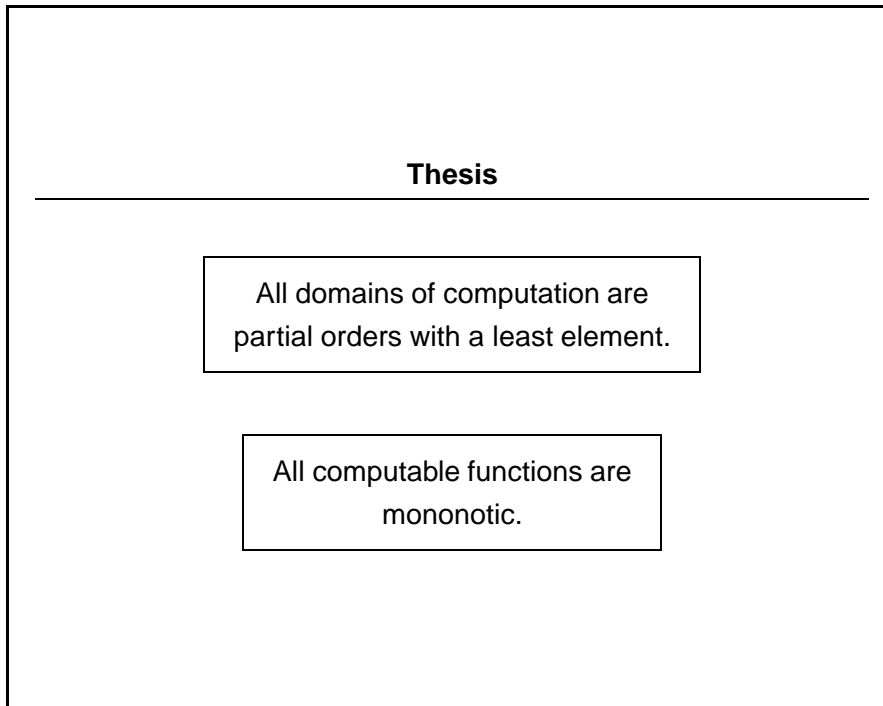 Thesis
All domains of computation are
partial orders with a least element.
All computable functions are
mononotic.